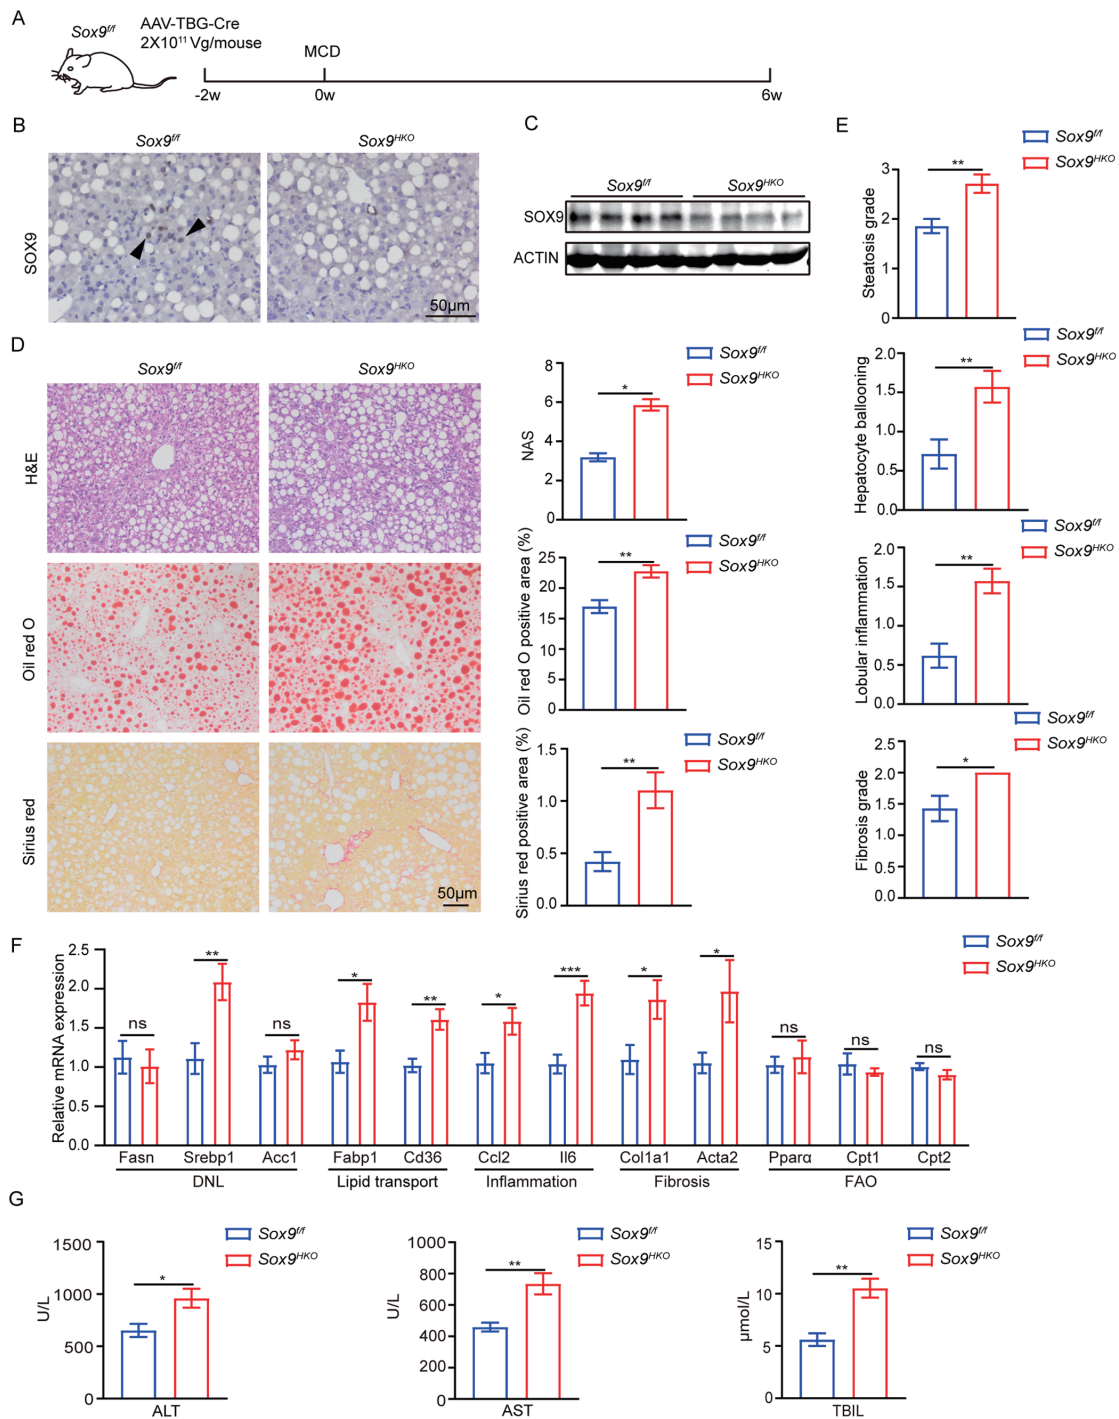 A
Sox9f/f
AAV-TBG-Cre
2X10¹¹ Vg/mouse
MCD
-2w
0w
6w
B
Sox9f/f
Sox9HKO
SOX9
50μm
C
Sox9f/f
Sox9HKO
SOX9
ACTIN
D
Sox9f/f
Sox9HKO
H&E
Oil red O
Sirius red
50μm
Sox9f/f
Sox9HKO
NAS
8
6
4
2
0
*
Sox9f/f
Sox9HKO
Oil red O positive area (%)
25
20
15
10
5
0
**
Sox9f/f
Sox9HKO
Sirius red positive area (%)
1.5
1.0
0.5
0.0
**
E
Sox9f/f
Sox9HKO
Steatosis grade
3
2
1
0
**
Sox9f/f
Sox9HKO
Hepatocyte ballooning
2.0
1.5
1.0
0.5
0.0
**
Sox9f/f
Sox9HKO
Lobular inflammation
2.0
1.5
1.0
0.5
0.0
**
Sox9f/f
Sox9HKO
Fibrosis grade
2.5
2.0
1.5
1.0
0.5
0.0
*
F
Sox9f/f
Sox9HKO
Relative mRNA expression
2.5
2.0
1.5
1.0
0.5
0.0
ns ** ns * ** * *** * * ns ns ns
Fasn Srebp1 Acc1 Fabp1 Cd36 Ccl2 Il6 Col1a1 Acta2 Pparα Cpt1 Cpt2
DNL Lipid transport Inflammation Fibrosis FAO
G
Sox9f/f
Sox9HKO
U/L
1500
1000
500
0
*
ALT
Sox9f/f
Sox9HKO
U/L
1000
800
600
400
200
0
**
AST
Sox9f/f
Sox9HKO
μmol/L
15
10
5
0
**
TBIL